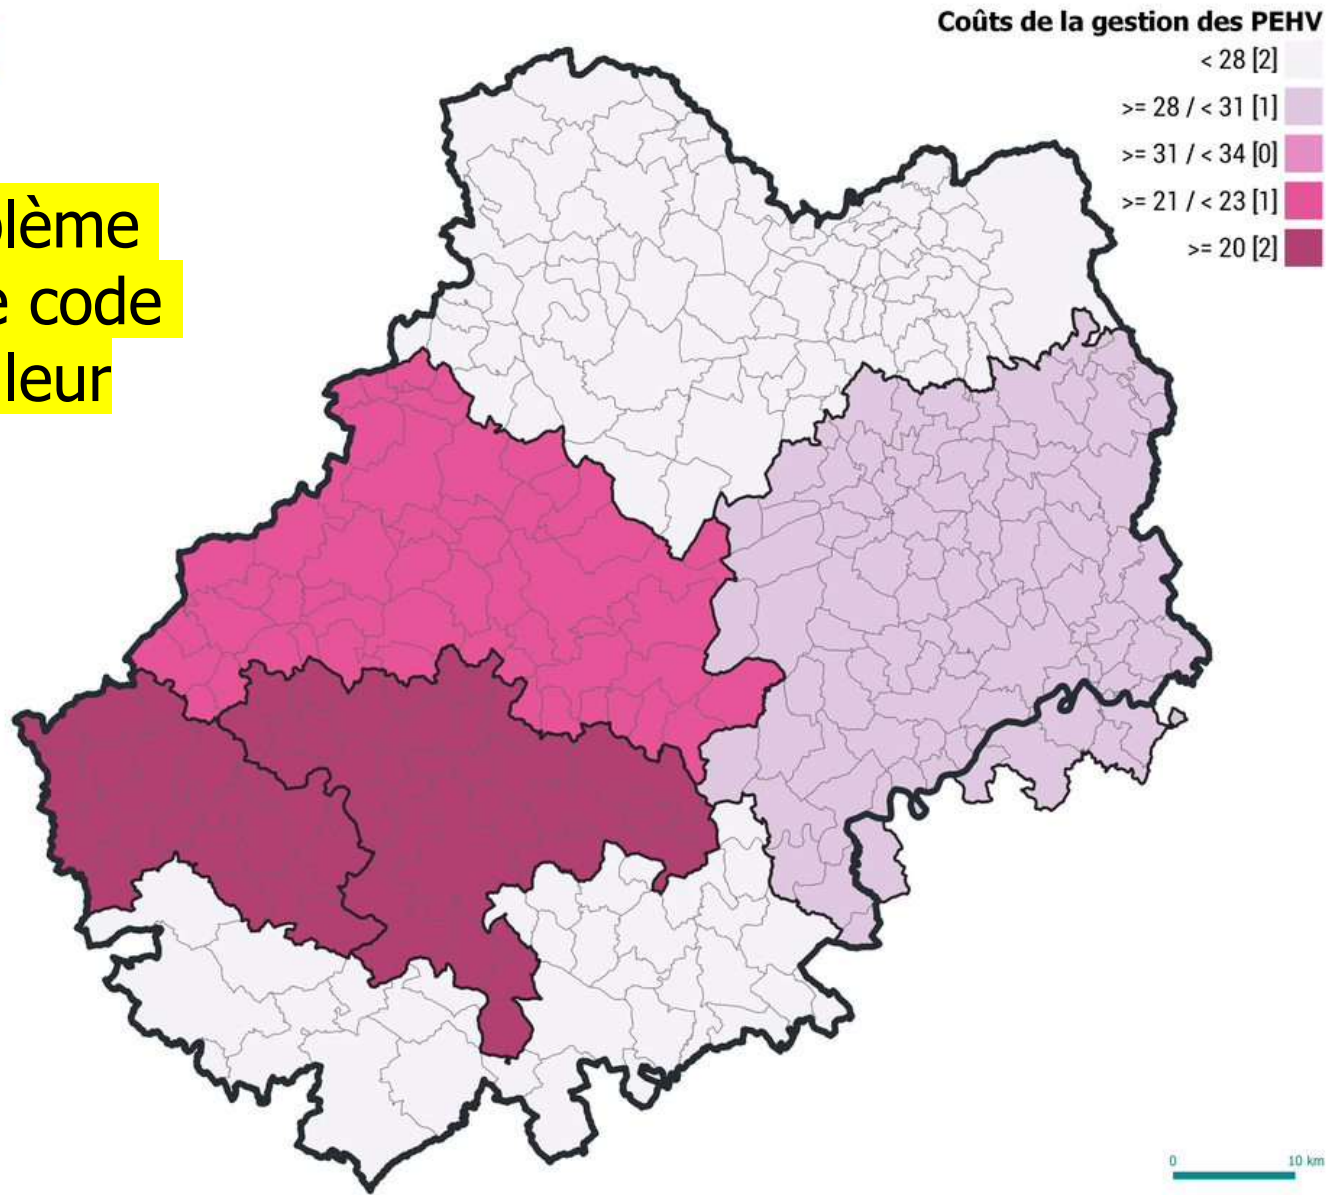 Coûts de la gestion des PEHV
< 28 [2]
>= 28 / < 31 [1]
>= 31 / < 34 [0]
>= 21 / < 23 [1]
>= 20 [2]
lème
code
leur
0 10 km